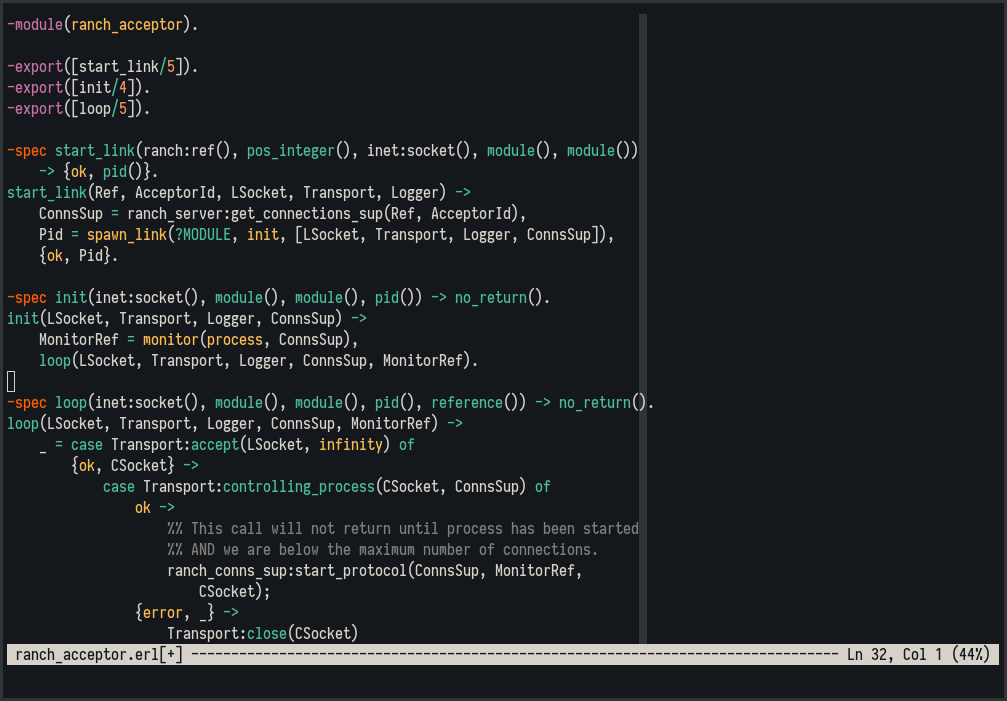 -module(ranch_acceptor).

-export([start_link/5]).
-export([init/4]).
-export([loop/5]).

-spec start_link(ranch:ref(), pos_integer(), inet:socket(), module(), module())
    -> {ok, pid()}.
start_link(Ref, AcceptorId, LSocket, Transport, Logger) ->
    ConnsSup = ranch_server:get_connections_sup(Ref, AcceptorId),
    Pid = spawn_link(?MODULE, init, [LSocket, Transport, Logger, ConnsSup]),
    {ok, Pid}.

-spec init(inet:socket(), module(), module(), pid()) -> no_return().
init(LSocket, Transport, Logger, ConnsSup) ->
    MonitorRef = monitor(process, ConnsSup),
    loop(LSocket, Transport, Logger, ConnsSup, MonitorRef).

-spec loop(inet:socket(), module(), module(), pid(), reference()) -> no_return().
loop(LSocket, Transport, Logger, ConnsSup, MonitorRef) ->
    _ = case Transport:accept(LSocket, infinity) of
        {ok, CSocket} ->
            case Transport:controlling_process(CSocket, ConnsSup) of
                ok ->
                    %% This call will not return until process has been started
                    %% AND we are below the maximum number of connections.
                    ranch_conns_sup:start_protocol(ConnsSup, MonitorRef,
                        CSocket);
                {error, _} ->
                    Transport:close(CSocket)
ranch_acceptor.erl[+] Ln 32, Col 1 (44%)